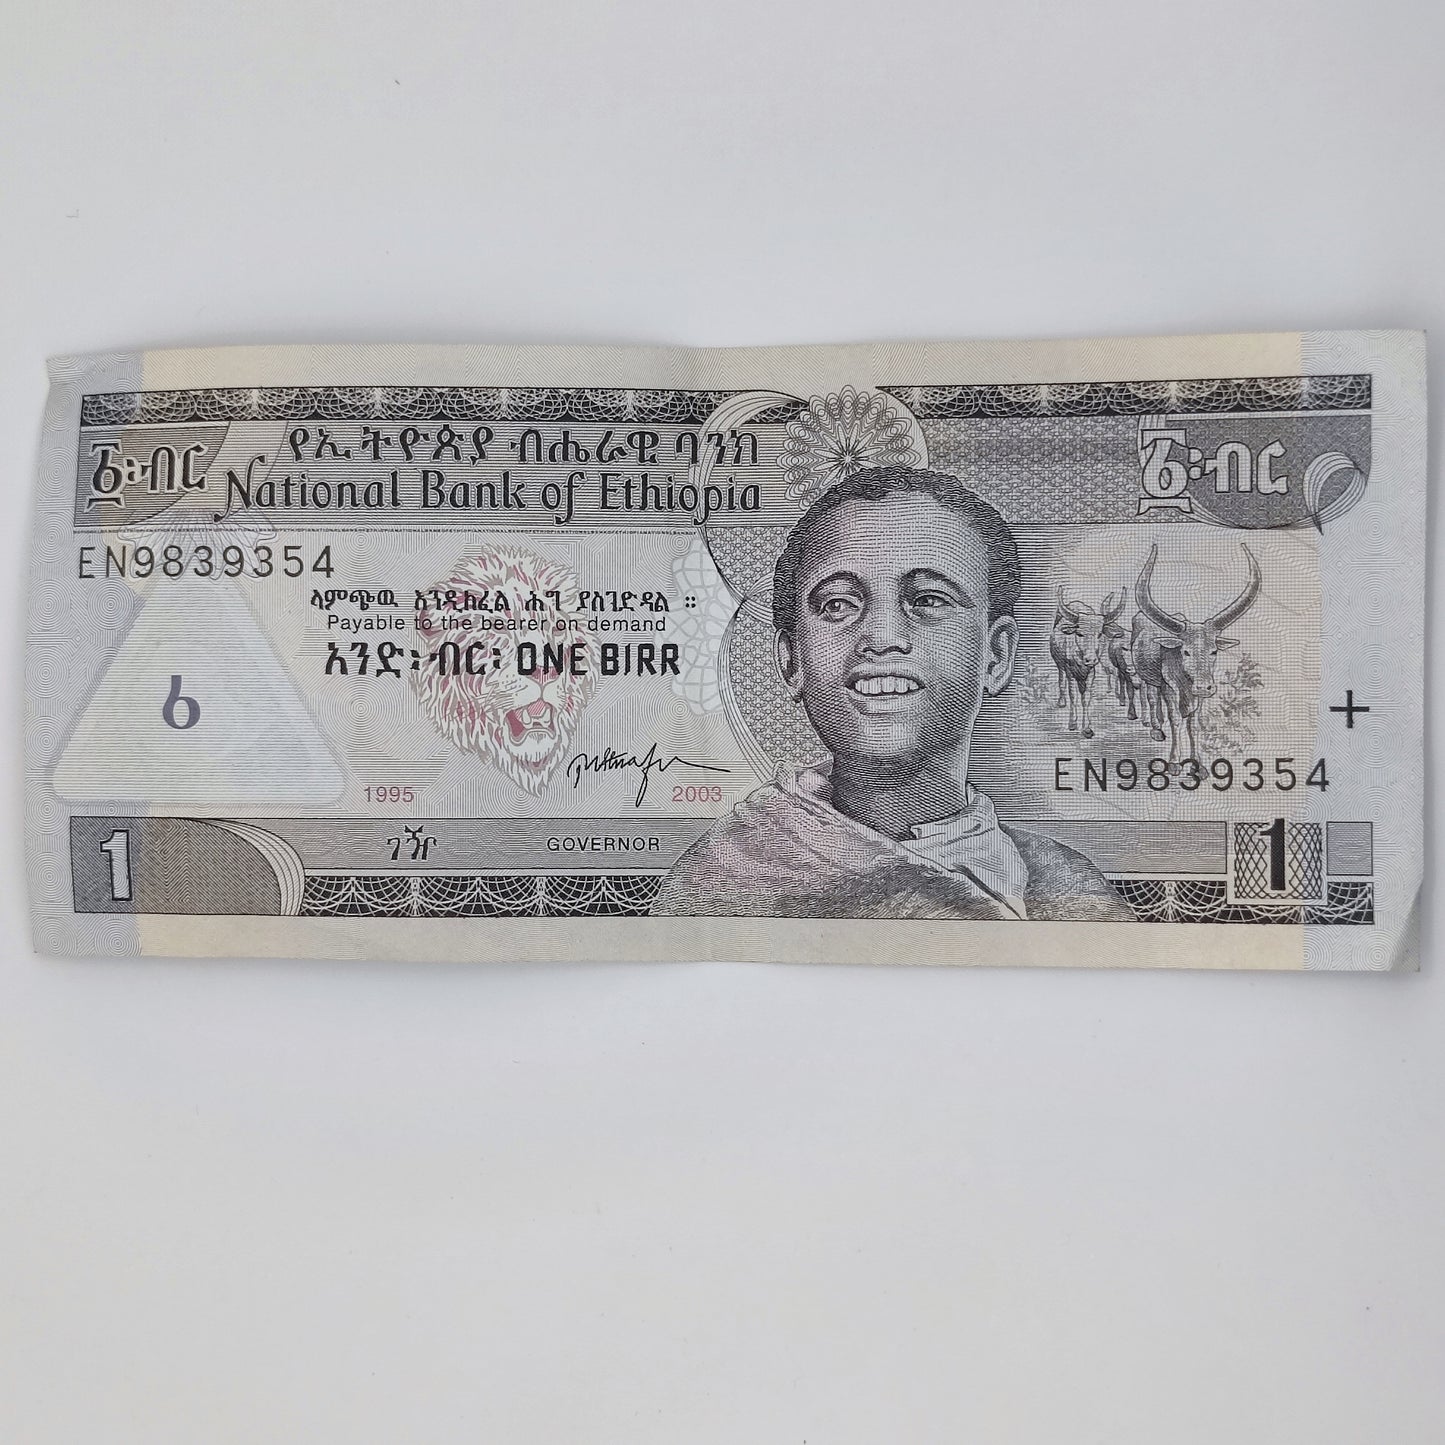 ፩፡ብር
የኢትዮጵያ ብሔራዊ ባንክ
National Bank of Ethiopia
፩፡ብር
EN9839354
ላምጭዉ እንዲከፈል ሕግ ያስገድዳል ።
Payable to the bearer on demand
አንድ፡ብር፡ ONE BIRR
1995
2003
+
EN9839354
1
ገዥ
GOVERNOR
1